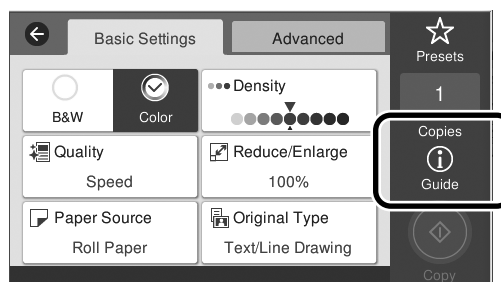 Basic Settings
Advanced
Presets
B&W
Color
Density
1
Copies
Quality
Speed
Reduce/Enlarge
100%
Guide
Paper Source
Roll Paper
Original Type
Text/Line Drawing
Copy